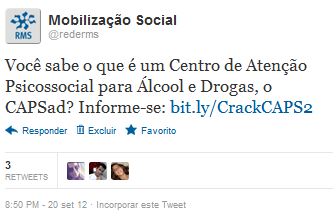 Mobilização Social
@rederms
RMS
Você sabe o que é um Centro de Atenção
Psicossocial para Álcool e Drogas, o
CAPSad? Informe-se: bit.ly/CrackCAPS2
Responder Excluir Favorito
3
RETWEETS
8:50 PM - 20 set 12 · Incorporar este Tweet